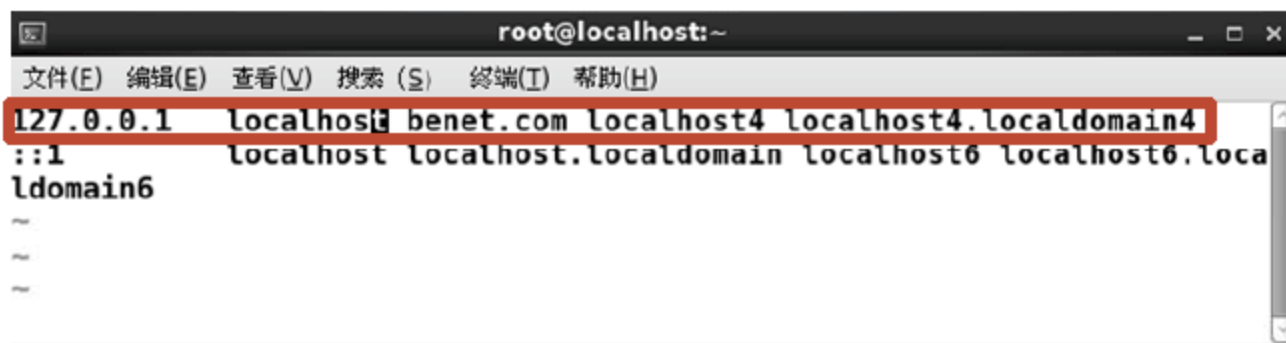 root@localhost:~
文件(F) 编辑(E) 查看(V) 搜索 (S) 终端(T) 帮助(H)
127.0.0.1 localhost benet.com localhost4 localhost4.localdomain4
::1 localhost localhost.localdomain localhost6 localhost6.loca
ldomain6
~
~
~